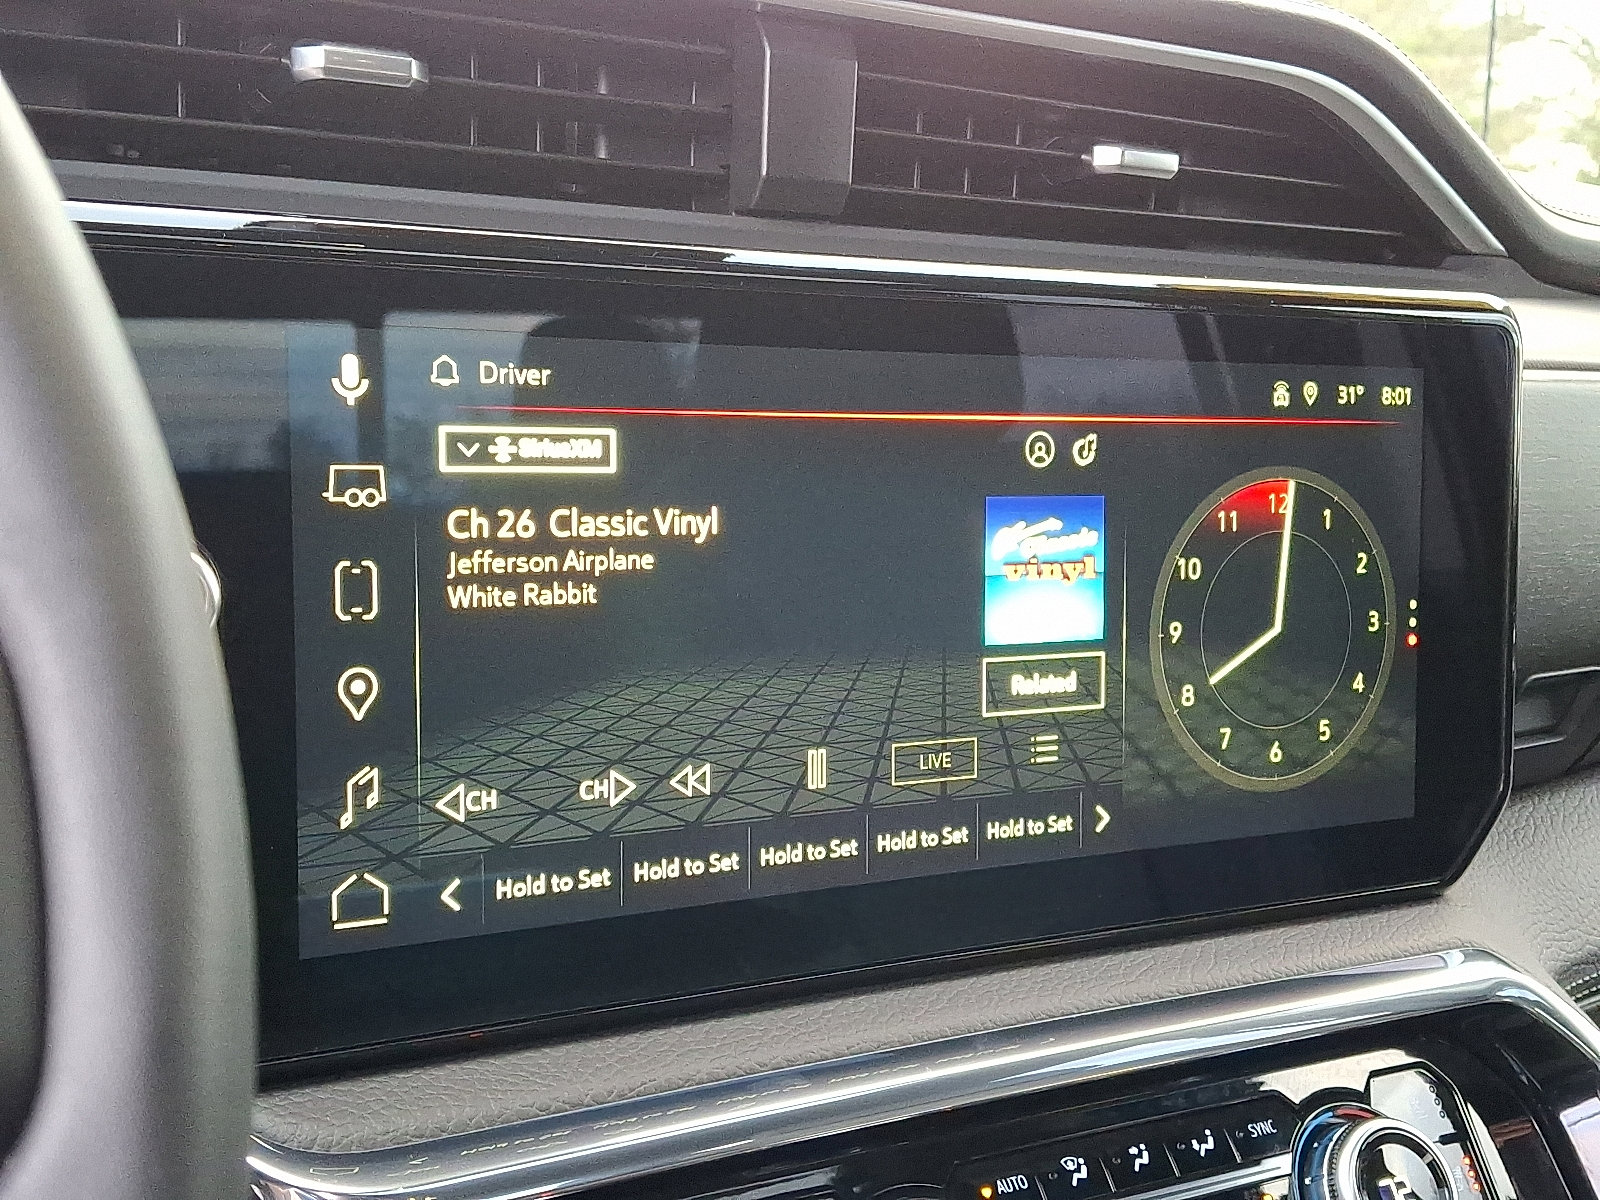 Driver
31° 8:01
SiriusXM
Ch 26 Classic Vinyl
Jefferson Airplane
White Rabbit
Classic
vinyl
Related
CH
CH
LIVE
Hold to Set
Hold to Set
Hold to Set
Hold to Set
Hold to Set
12
1
2
3
4
5
6
7
8
9
10
11
AUTO
SYNC